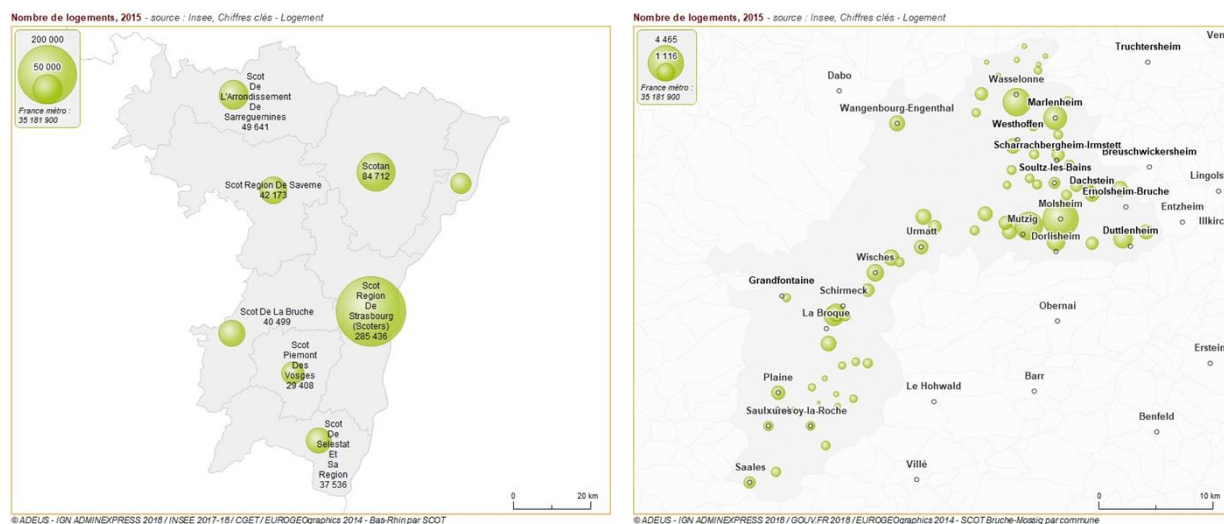 Nombre de logements, 2015 - source : Insee, Chiffres clés - Logement
200 000
50 000
France métro :
35 181 900
Scot
De
L'Arrondissement
De
Sarreguemines
49 641
Scotan
84 712
Scot Region De Saverne
42 173
Scot
Region
De
Strasbourg
(Scoters)
285 436
Scot De La Bruche
40 499
Scot
Piemont
Des
Vosges
29 408
Scot
De
Selestat
Et
Sa
Region
37 536
0 20 km
© ADEUS - IGN ADMINEXPRESS 2018 / INSEE 2017-18 / CGET / EUROGEOgraphics 2014 - Bas-Rhin par SCOT
Nombre de logements, 2015 - source : Insee, Chiffres clés - Logement
4 465
1 116
France métro :
35 181 900
Ven
Truchtersheim
Dabo
Wasselonne
Marlenheim
Wangenbourg-Engenthal
Westhoffen
Scharrachbergheim-Irmstett
Breuschwickersheim
Soultz-les-Bains
Lingols
Dachstein
Ernolsheim-Bruche
Molsheim
Entzheim
Mutzig
Illkirc
Urmatt
Dorlisheim
Duttlenheim
Wisches
Grandfontaine
Schirmeck
Obernai
La Broque
Erstein
Plaine
Le Hohwald
Barr
Saulxures
oy-la-Roche
Benfeld
Saales
Villé
0 10 km
© ADEUS - IGN ADMINEXPRESS 2018 / GOUV.FR 2018 / EUROGEOgraphics 2014 - SCOT Bruche-Mossig par commune